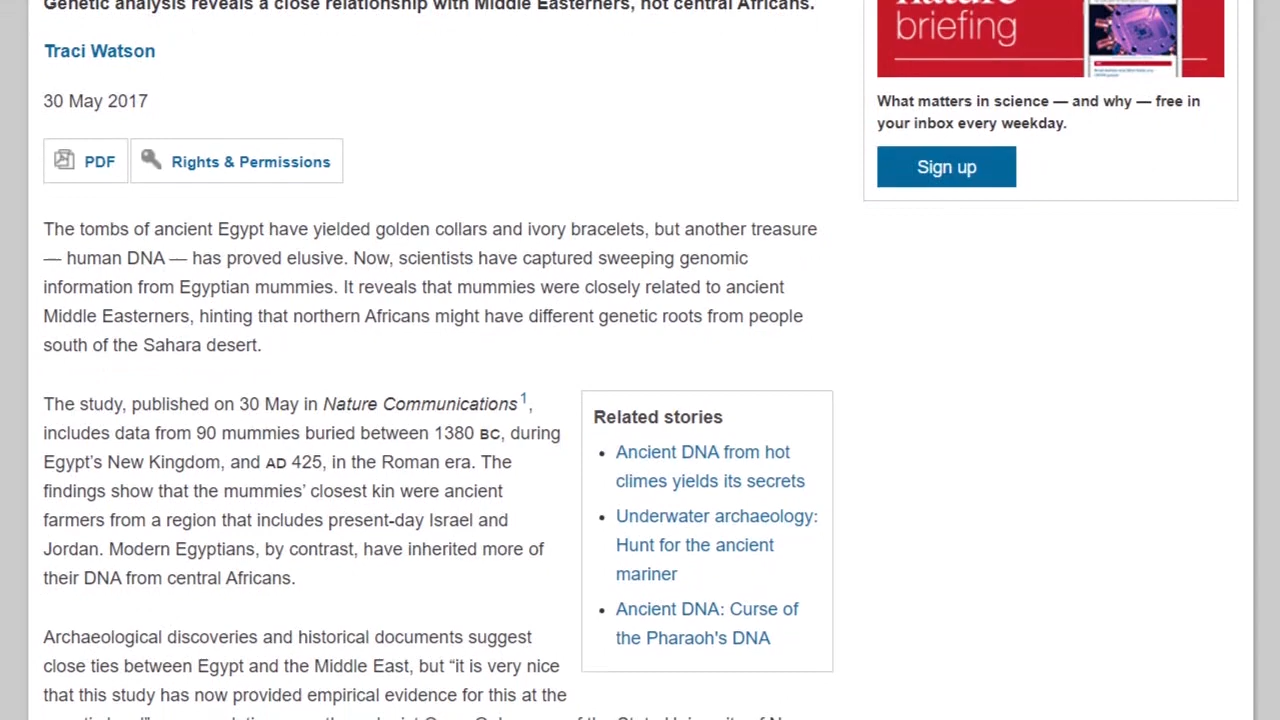 Genetic analysis reveals a close relationship with Middle Easterners, not central Africans.
Traci Watson
30 May 2017
PDF
Rights & Permissions
The tombs of ancient Egypt have yielded golden collars and ivory bracelets, but another treasure
— human DNA — has proved elusive. Now, scientists have captured sweeping genomic
information from Egyptian mummies. It reveals that mummies were closely related to ancient
Middle Easterners, hinting that northern Africans might have different genetic roots from people
south of the Sahara desert.
The study, published on 30 May in Nature Communications1,
includes data from 90 mummies buried between 1380 BC, during
Egypt’s New Kingdom, and AD 425, in the Roman era. The
findings show that the mummies’ closest kin were ancient
farmers from a region that includes present-day Israel and
Jordan. Modern Egyptians, by contrast, have inherited more of
their DNA from central Africans.
Archaeological discoveries and historical documents suggest
close ties between Egypt and the Middle East, but “it is very nice
that this study has now provided empirical evidence for this at the
Related stories
• Ancient DNA from hot
climes yields its secrets
• Underwater archaeology:
Hunt for the ancient
mariner
• Ancient DNA: Curse of
the Pharaoh's DNA
nature
briefing
What matters in science — and why — free in
your inbox every weekday.
Sign up